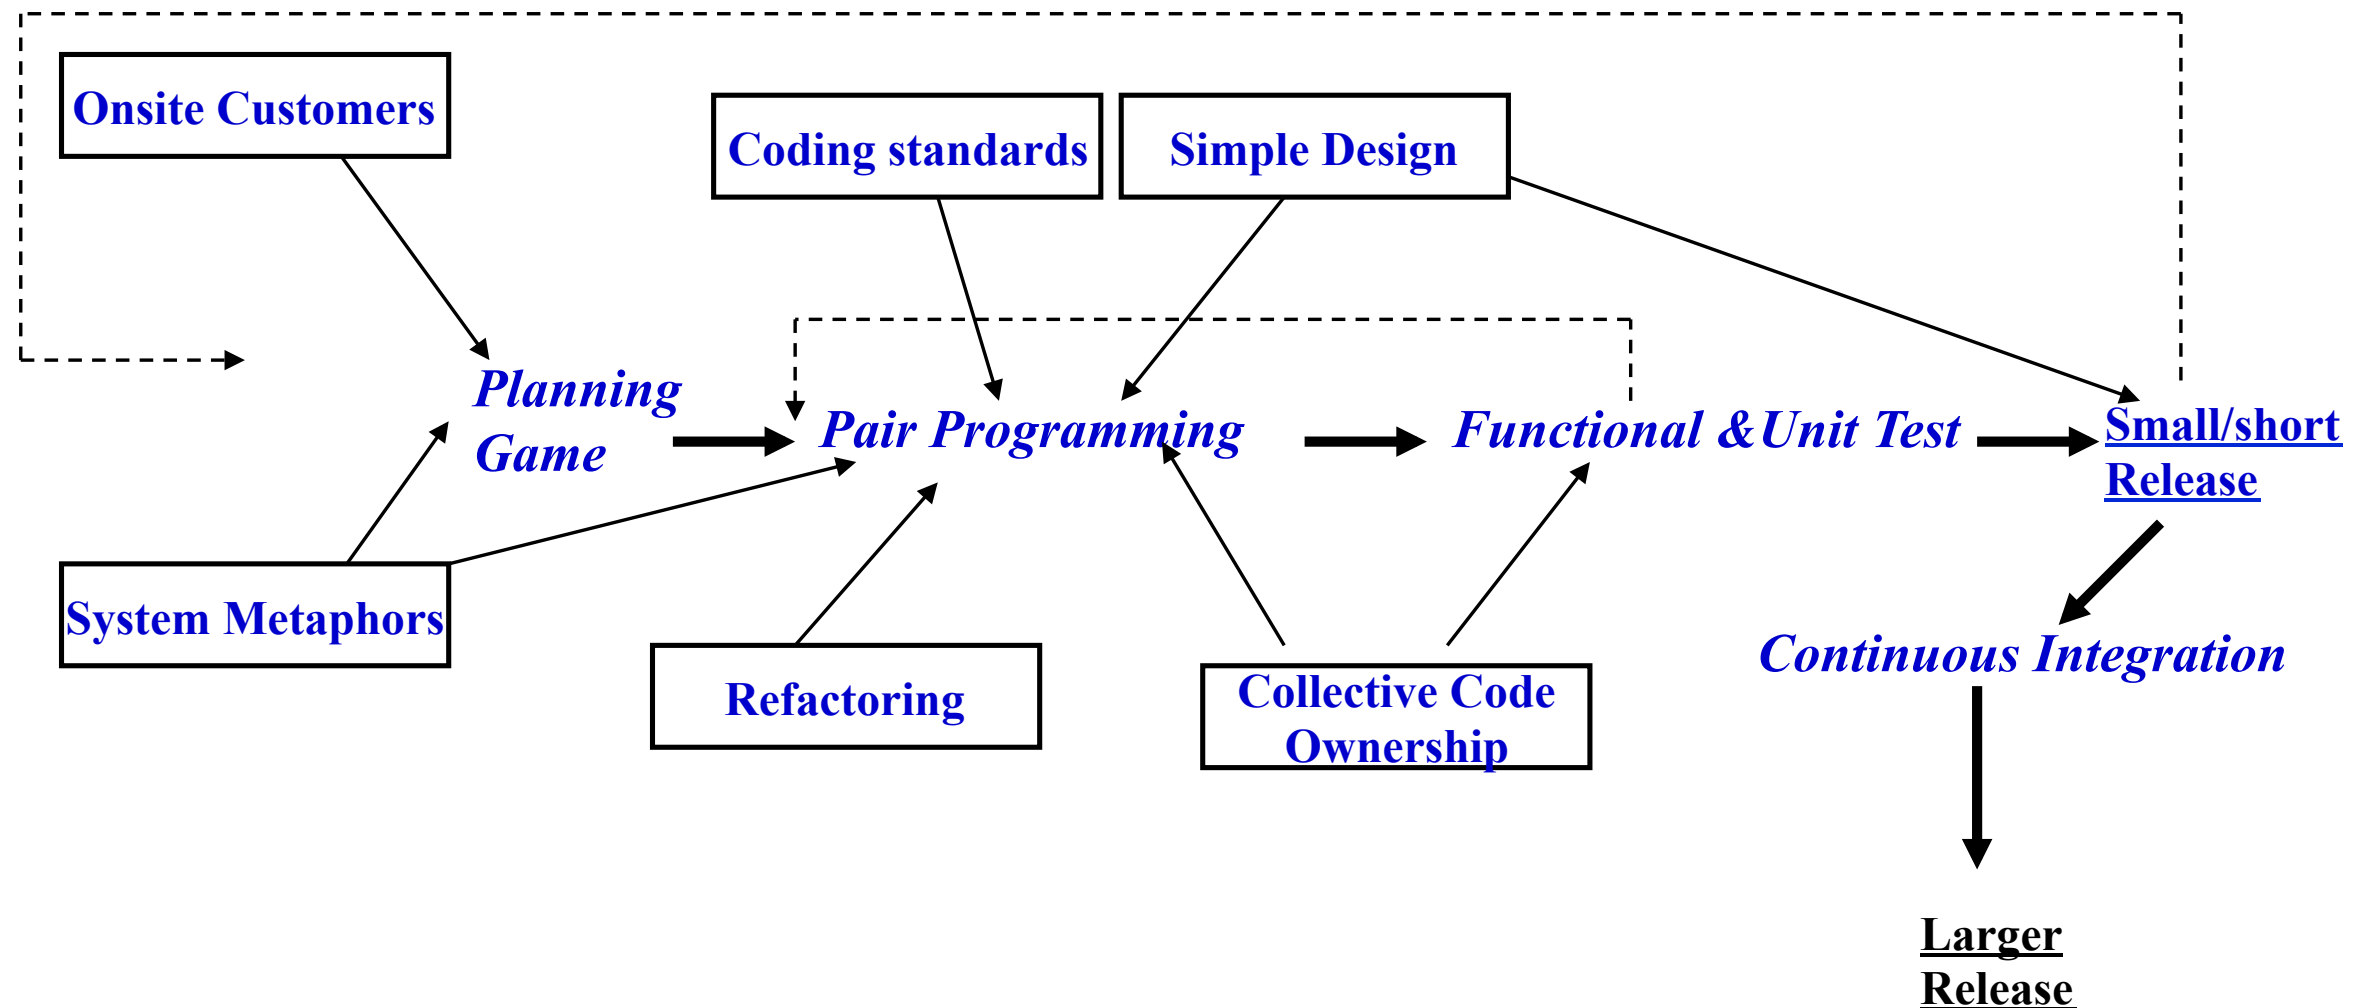 Onsite Customers
Coding standards
Simple Design
Planning
Game
Pair Programming
Functional &Unit Test
Small/short
Release
System Metaphors
Refactoring
Collective Code
Ownership
Continuous Integration
Larger
Release